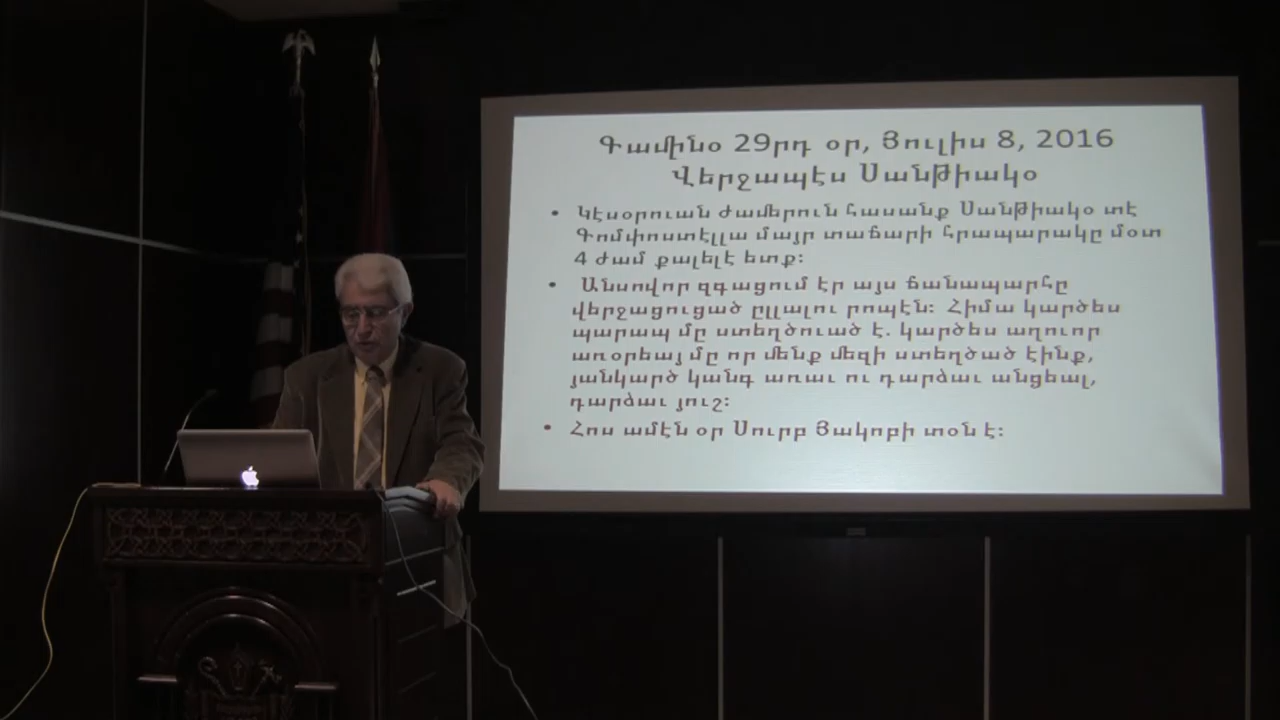 Գամինօ 29րդ օր, Յուլիս 8, 2016
Վերջապէս Սանթիակօ
• Կէսօրուան ժամերուն հասանք Սանթիակօ տէ
Գոմփոստէլլա մայր տաճարի հրապարակը մօտ
4 ժամ քալելէ ետք։
• Անսովոր զգացում էր այս ճանապարհը
վերջացուցած ըլլալու րոպէն։ Հիմա կարծես
պարապ մը ստեղծուած է. կարծես աղուոր
առօրեայ մը որ մենք մեզի ստեղծած էինք,
յանկարծ կանգ առաւ ու դարձաւ անցեալ,
դարձաւ յուշ։
• Հոս ամէն օր Սուրբ Յակոբի տօն է։